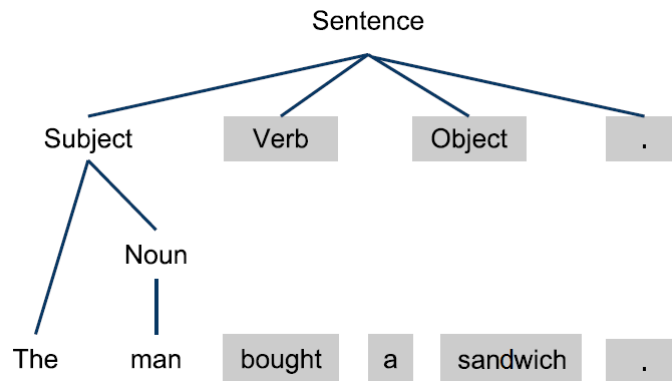 Sentence
Subject Verb Object .
Noun
The man bought a sandwich .